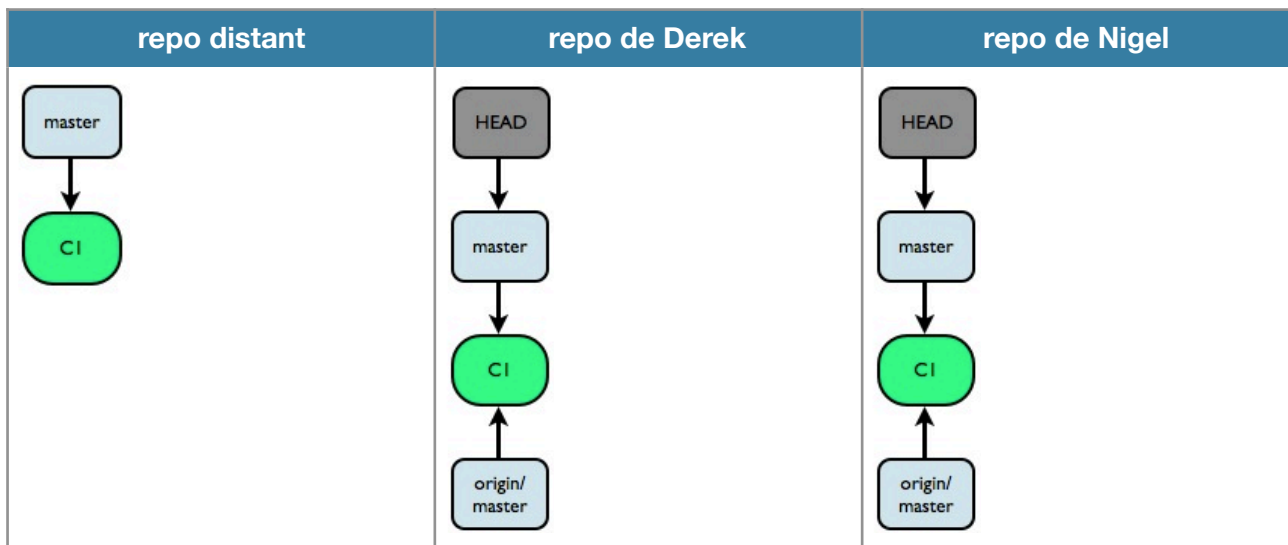 repo distant
repo de Derek
repo de Nigel
master
C1
HEAD
master
C1
origin/
master
HEAD
master
C1
origin/
master